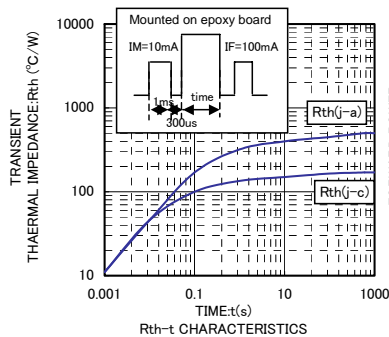 Mounted on epoxy board
IM=10mA IF=100mA
1ms time
300us
TRANSIENT
THAERMAL IMPEDANCE:Rth (℃/W)
10000
1000
100
10
Rth(j-a)
Rth(j-c)
0.001 0.1 10 1000
TIME:t(s)
Rth-t CHARACTERISTICS